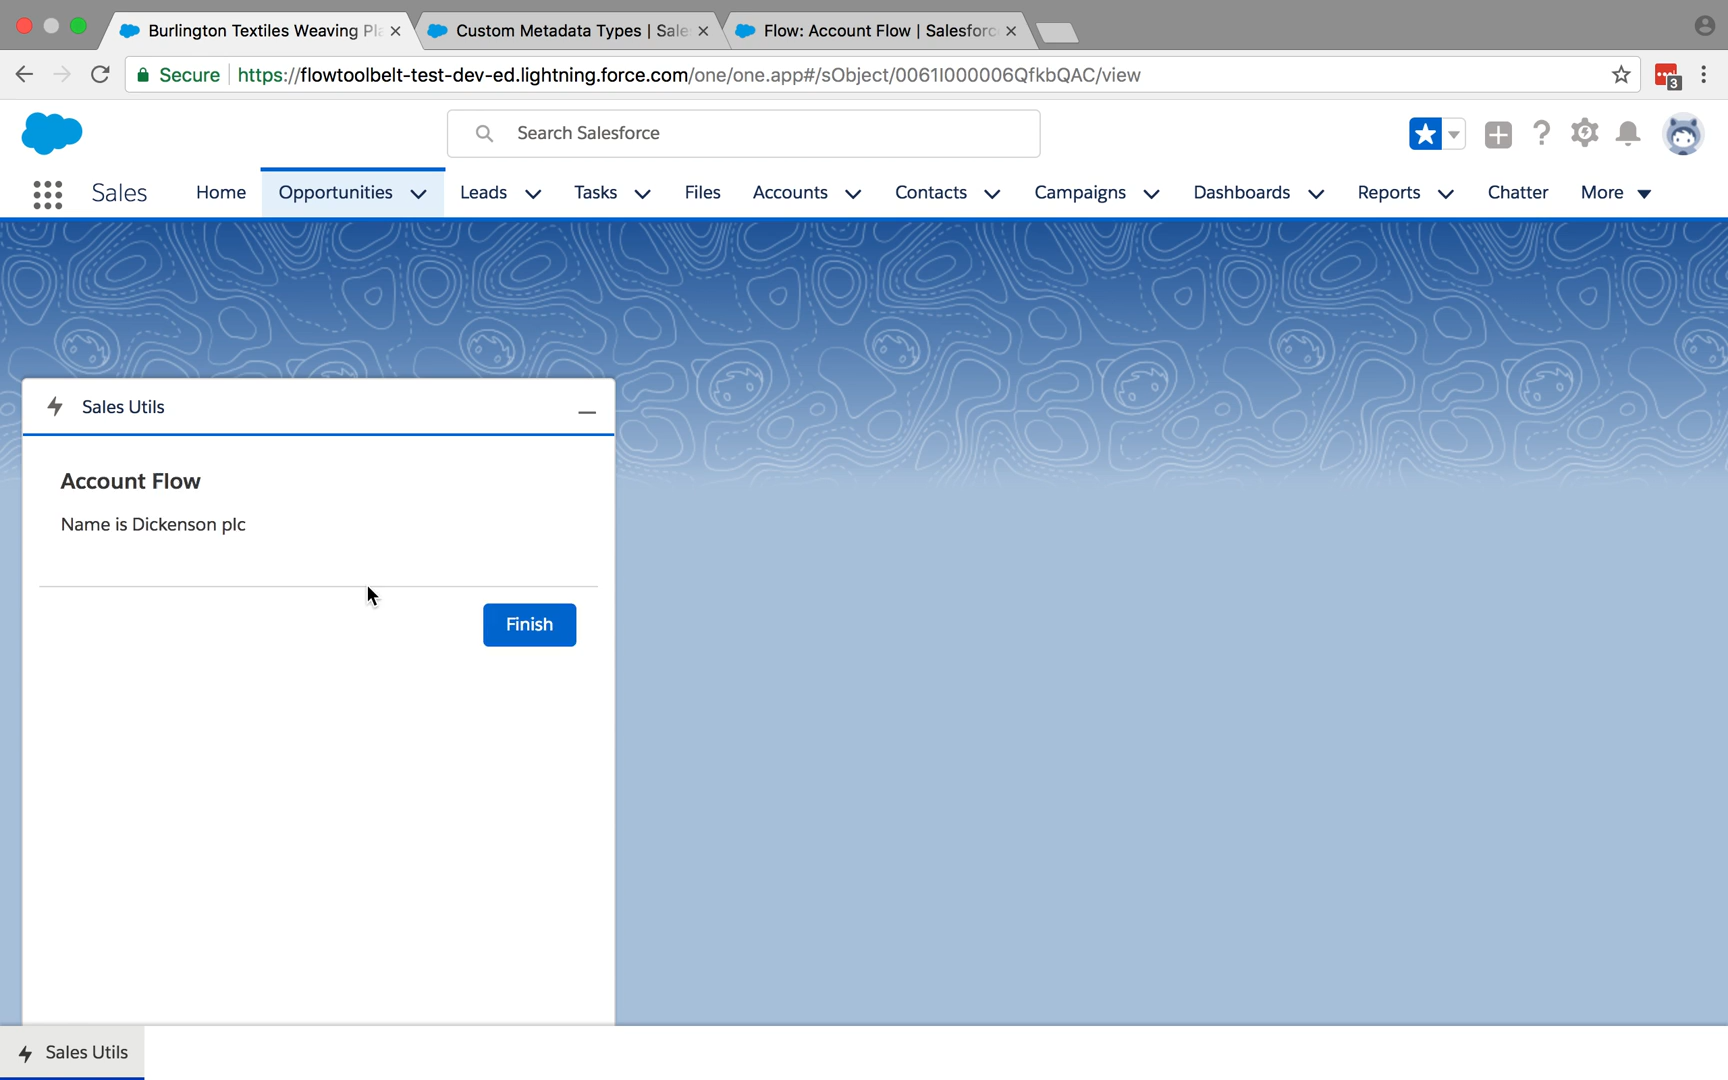 Burlington Textiles Weaving Pla
Custom Metadata Types | Sale
Flow: Account Flow | Salesforc
Secure
https://flowtoolbelt-test-dev-ed.lightning.force.com/one/one.app#/sObject/0061I000006QfkbQAC/view
3
Search Salesforce
Sales
Home
Opportunities
Leads
Tasks
Files
Accounts
Contacts
Campaigns
Dashboards
Reports
Chatter
More
Sales Utils
Account Flow
Name is Dickenson plc
Finish
Sales Utils